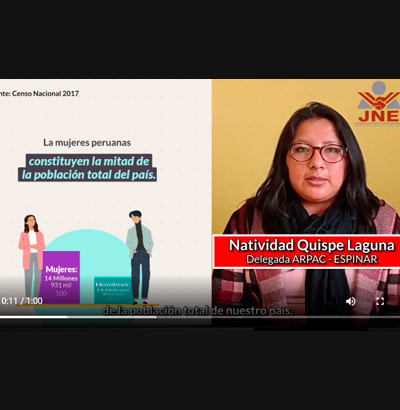 nte: Censo Nacional 2017
La mujeres peruanas
constituyen la mitad de
la población total del país.
Mujeres:
14 Millones
931 mil
100
Hombres:
JNE
Natividad Quispe Laguna
Delegada ARPAC - ESPINAR
0:11 / 1:00
de la población total de nuestro país,